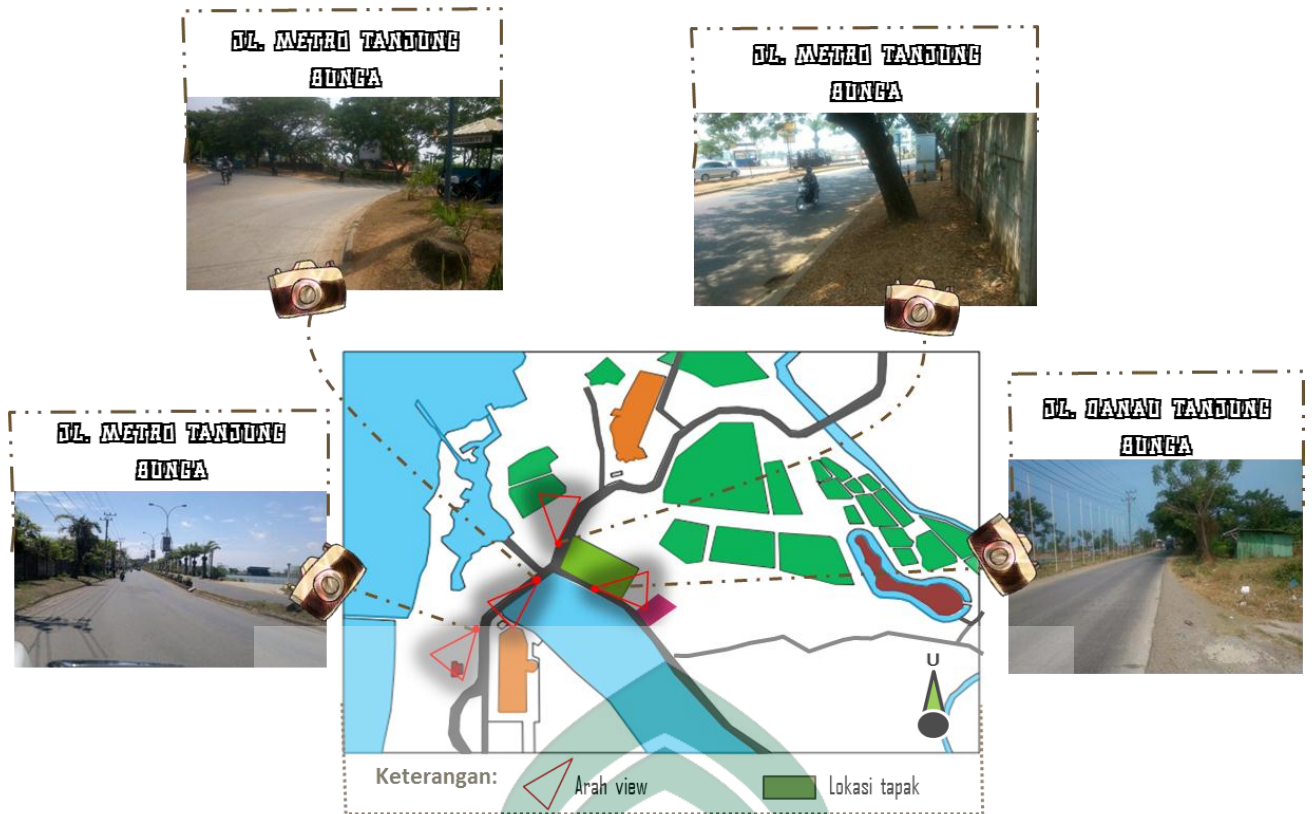 JL. METRO TANJUNG
BUNGA
JL. METRO TANJUNG
BUNGA
JL. METRO TANJUNG
BUNGA
JL. DANAU TANJUNG
BUNGA
U
Keterangan:
Arah view
Lokasi tapak